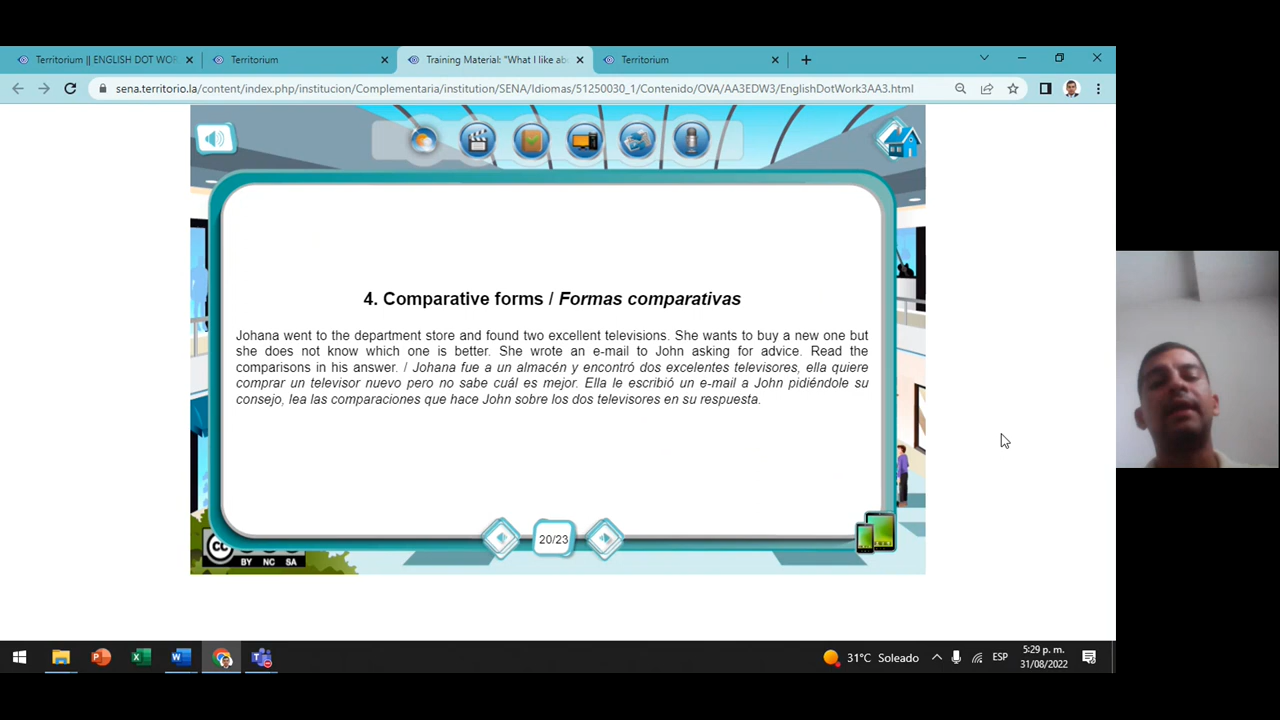 Territorium || ENGLISH DOT WOR
Territorium
Training Material: "What I like abo
Territorium
sena.territorio.la/content/index.php/institucion/Complementaria/institution/SENA/Idiomas/51250030_1/Contenido/OVA/AA3EDW3/EnglishDotWork3AA3.html
4. Comparative forms / Formas comparativas
Johana went to the department store and found two excellent televisions. She wants to buy a new one but
she does not know which one is better. She wrote an e-mail to John asking for advice. Read the
comparisons in his answer. / Johana fue a un almacén y encontró dos excelentes televisores, ella quiere
comprar un televisor nuevo pero no sabe cuál es mejor. Ella le escribió un e-mail a John pidiéndole su
consejo, lea las comparaciones que hace John sobre los dos televisores en su respuesta.
20/23
CC
BY NC SA
31°C Soleado
ESP
5:29 p. m.
31/08/2022